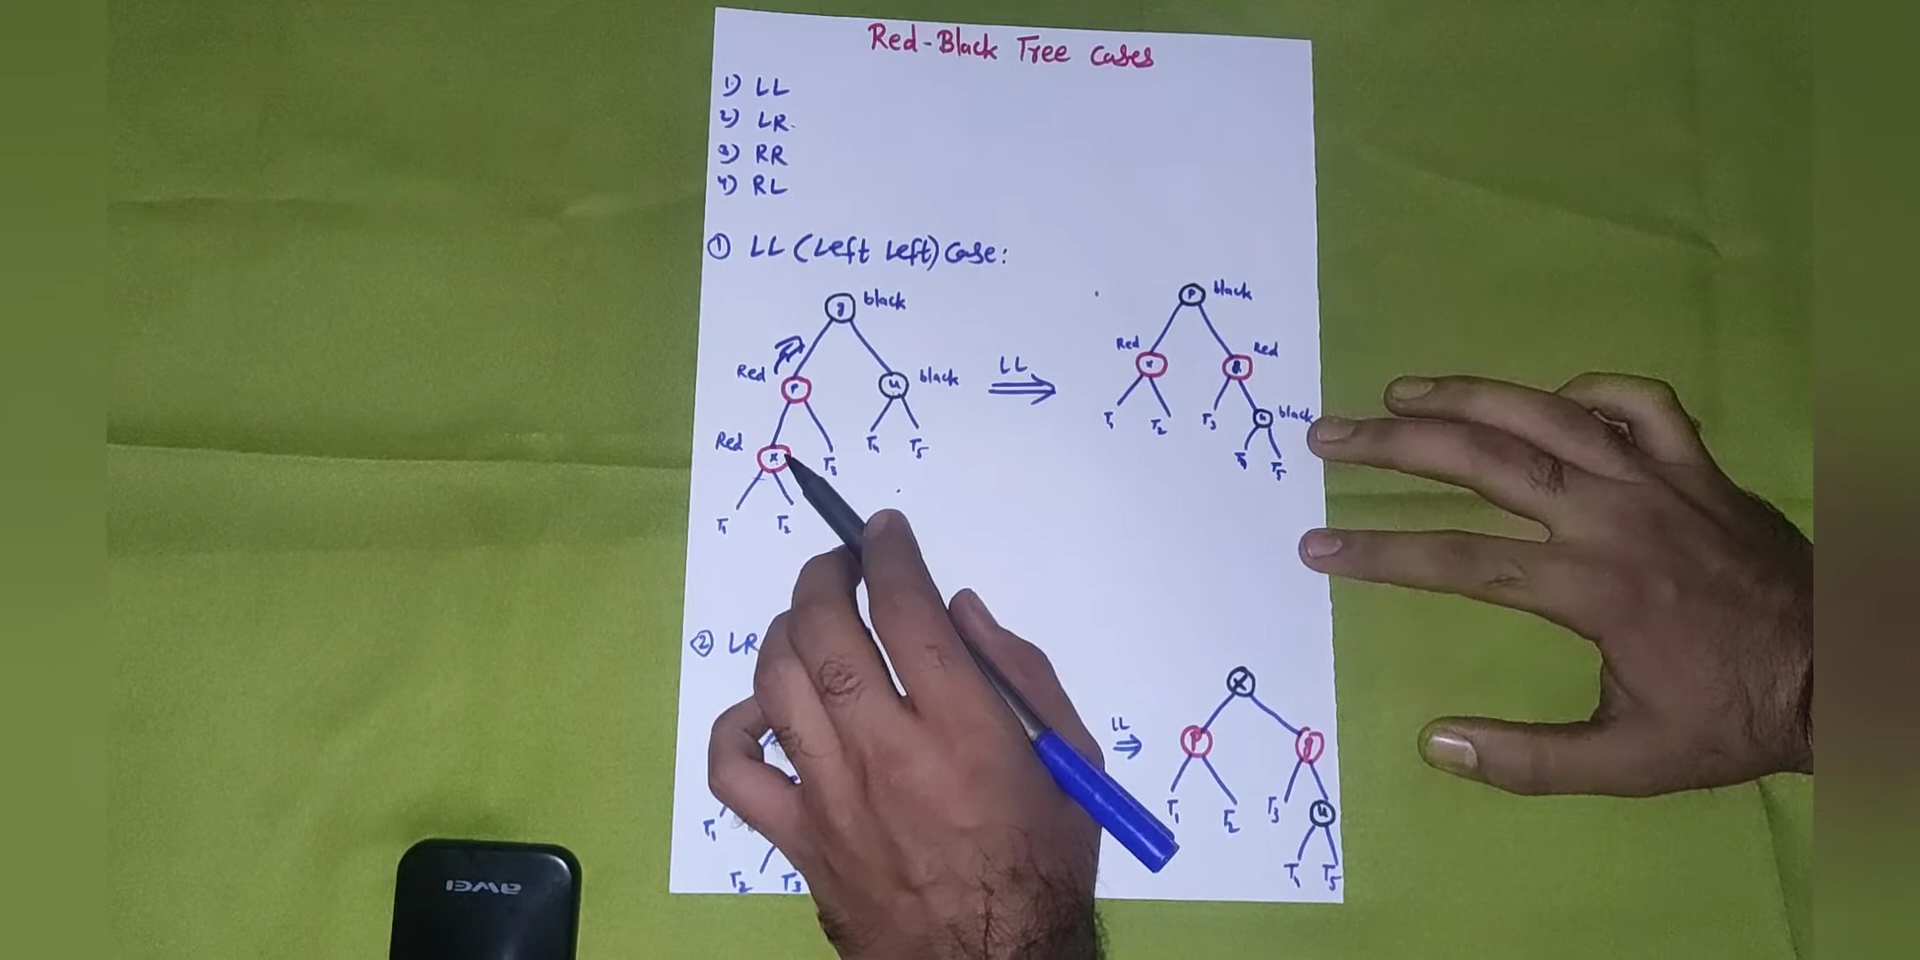 Red-Black Tree Cases
1) LL
2) LR
3) RR
4) RL
① LL (Left Left) Case:
g black
Red P
u black
Red x
T3
T4 T5
T1 T2
LL
P black
Red x
Red
T1 T2 T3
u black
T4 T5
② LR
T1
T2 T3
LL
X
P g
T1 T2 T3
u
T4 T5
awei